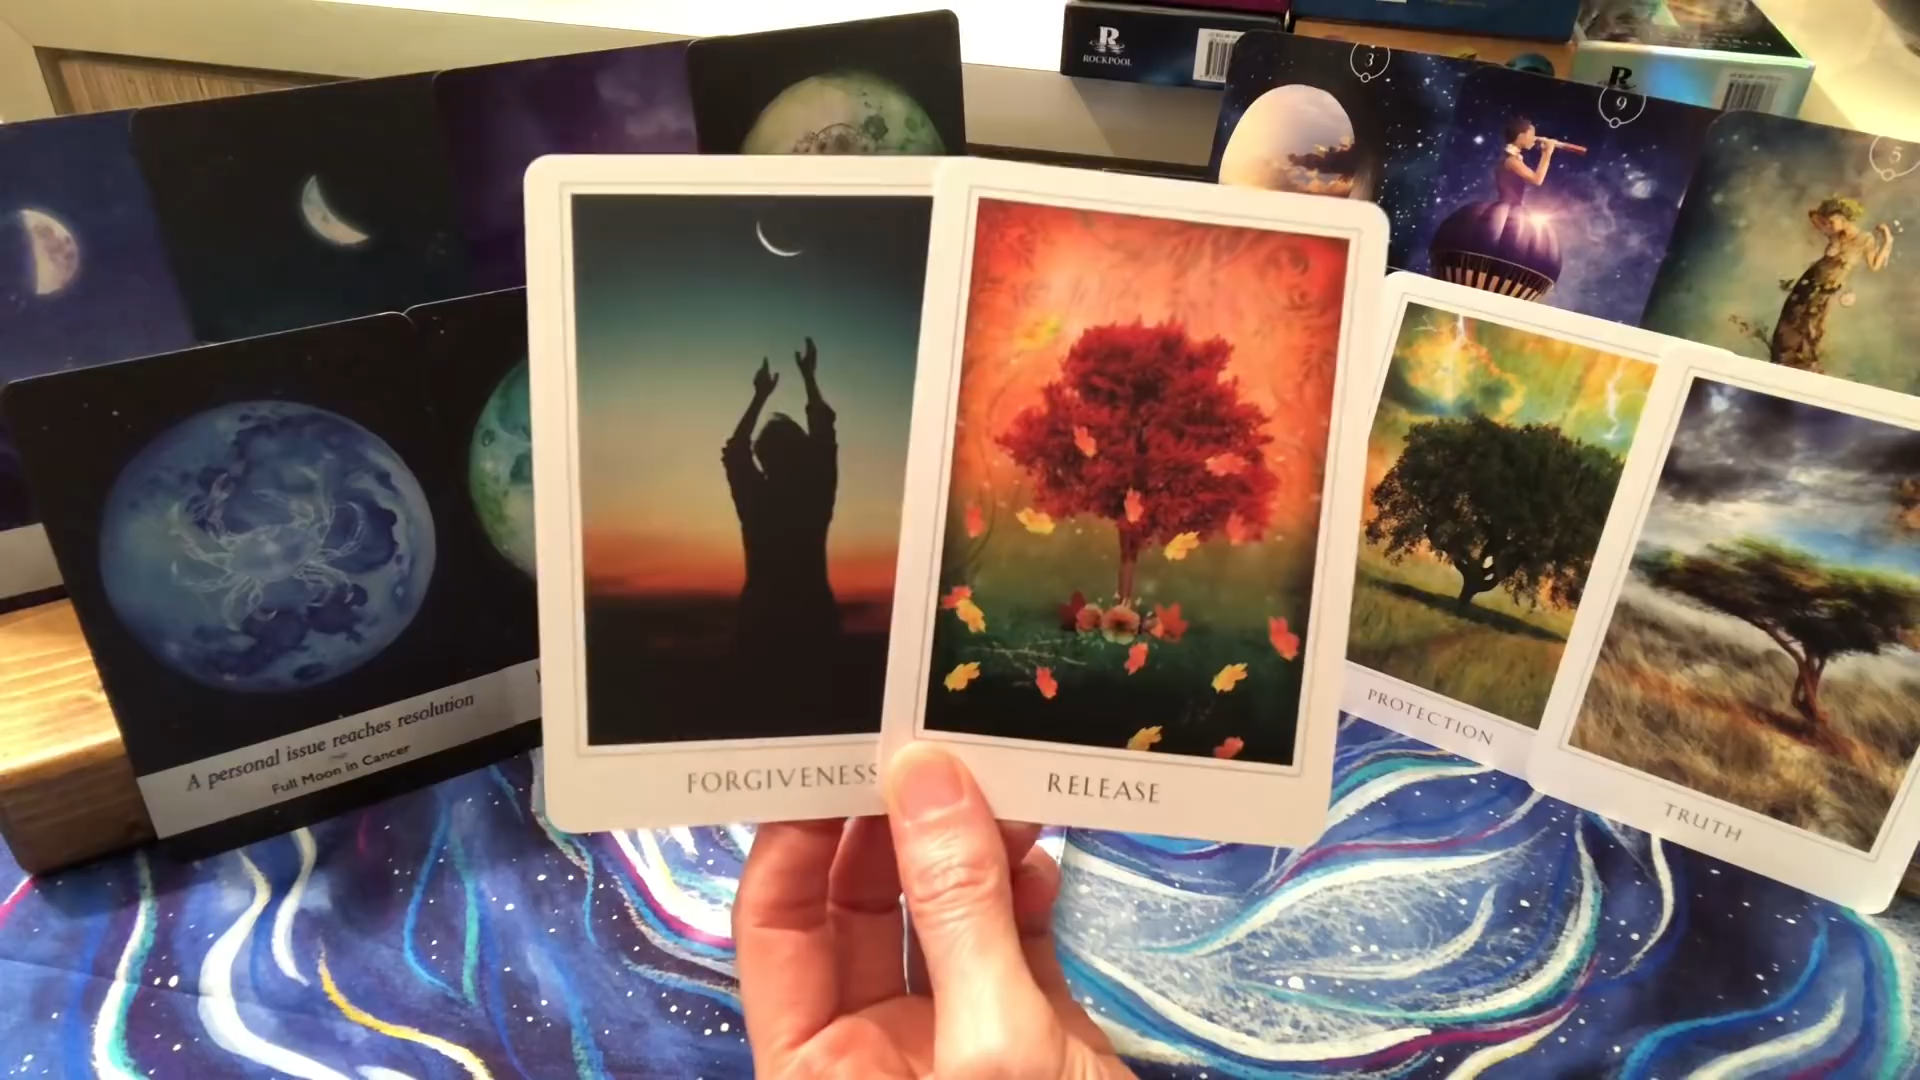 R
ROCKPOOL
R
3
9
5
A personal issue reaches resolution
Full Moon in Cancer
FORGIVENESS
RELEASE
PROTECTION
TRUTH